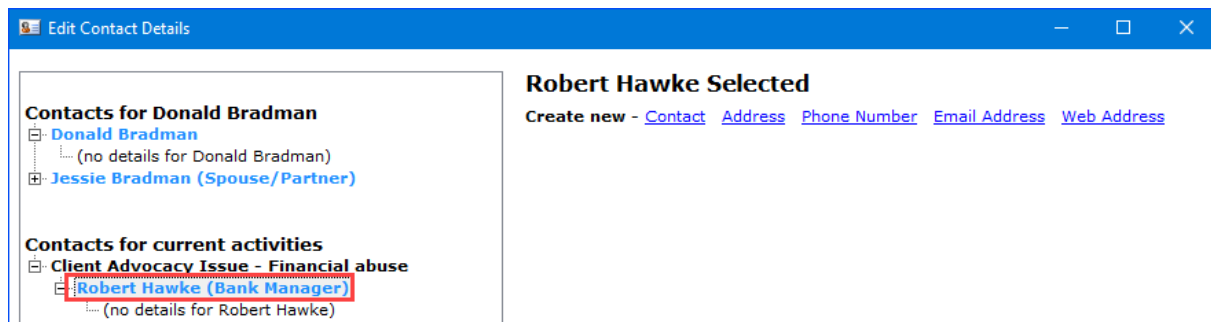 Edit Contact Details
Contacts for Donald Bradman
Donald Bradman
(no details for Donald Bradman)
Jessie Bradman (Spouse/Partner)
Contacts for current activities
Client Advocacy Issue - Financial abuse
Robert Hawke (Bank Manager)
(no details for Robert Hawke)
Robert Hawke Selected
Create new - Contact Address Phone Number Email Address Web Address